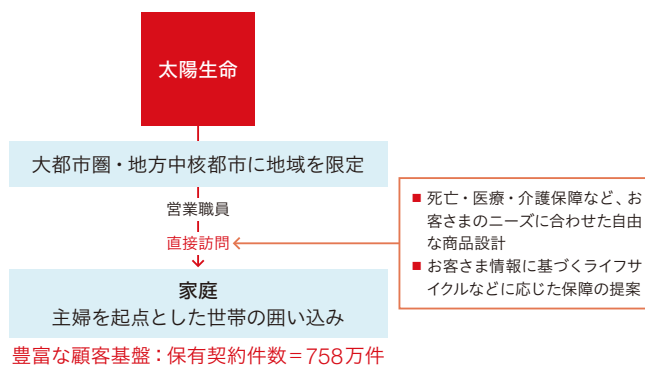 太陽生命
大都市圏・地方中核都市に地域を限定
営業職員
直接訪問
■ 死亡・医療・介護保障など、お
客さまのニーズに合わせた自由
な商品設計
■ お客さま情報に基づくライフサ
イクルなどに応じた保障の提案
家庭
主婦を起点とした世帯の囲い込み
豊富な顧客基盤：保有契約件数＝758万件